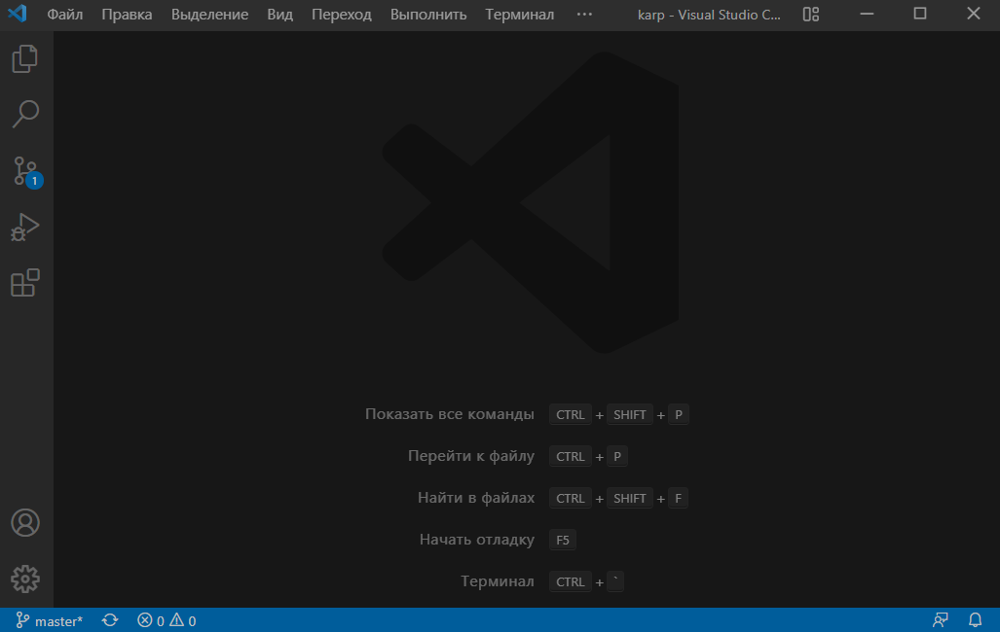 Файл Правка Выделение Вид Переход Выполнить Терминал ··· karp - Visual Studio C...
1
Показать все команды CTRL + SHIFT + P
Перейти к файлу CTRL + P
Найти в файлах CTRL + SHIFT + F
Начать отладку F5
Терминал CTRL + `
master* 0 0